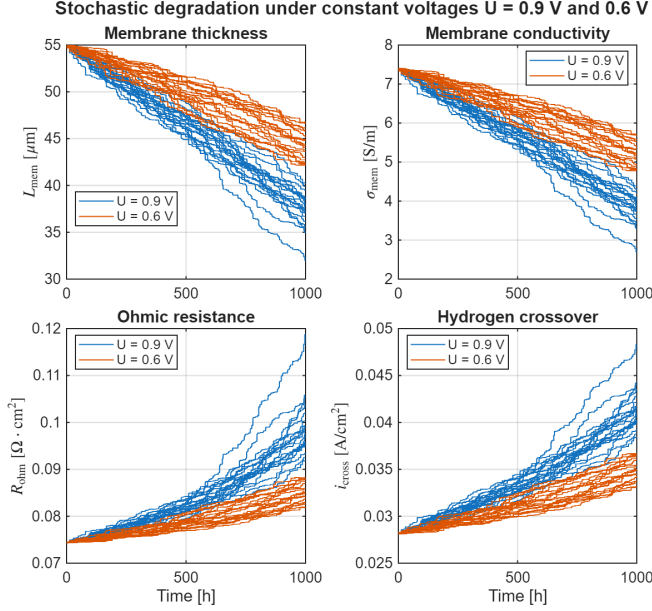 Stochastic degradation under constant voltages U = 0.9 V and 0.6 V
Membrane thickness
55
50
45
40
35
30
L_mem [μm]
U = 0.9 V
U = 0.6 V
0
500
1000
Membrane conductivity
8
7
6
5
4
3
2
σ_mem [S/m]
U = 0.9 V
U = 0.6 V
0
500
1000
Ohmic resistance
0.12
0.11
0.1
0.09
0.08
0.07
R_ohm [Ω · cm²]
U = 0.9 V
U = 0.6 V
0
500
1000
Time [h]
Hydrogen crossover
0.05
0.045
0.04
0.035
0.03
0.025
i_cross [A/cm²]
U = 0.9 V
U = 0.6 V
0
500
1000
Time [h]